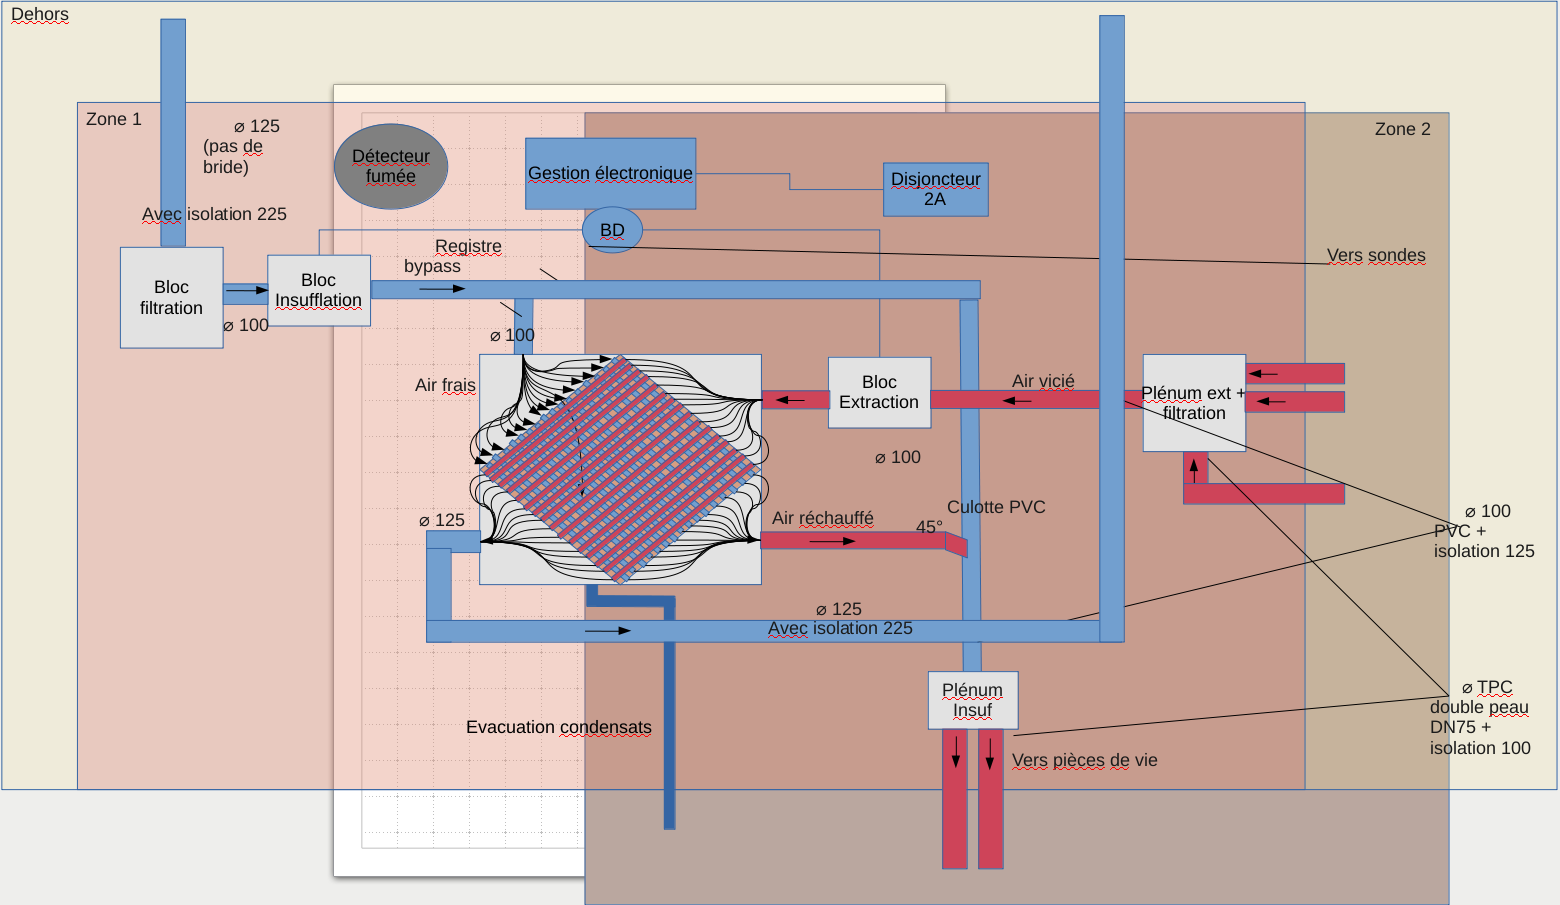 Dehors
Zone 1
⌀ 125
(pas de
bride)
Avec isolation 225
Détecteur
fumée
Gestion électronique
Disjoncteur
2A
Zone 2
BD
Vers sondes
Registre
bypass
Bloc
filtration
Bloc
Insufflation
⌀ 100
⌀ 100
Air frais
Bloc
Extraction
Air vicié
Plénum ext +
filtration
⌀ 100
Culotte PVC
⌀ 125
Air réchauffé
45°
⌀ 100
PVC +
isolation 125
⌀ 125
Avec isolation 225
Plénum
Insuf
⌀ TPC
double peau
DN75 +
isolation 100
Evacuation condensats
Vers pièces de vie